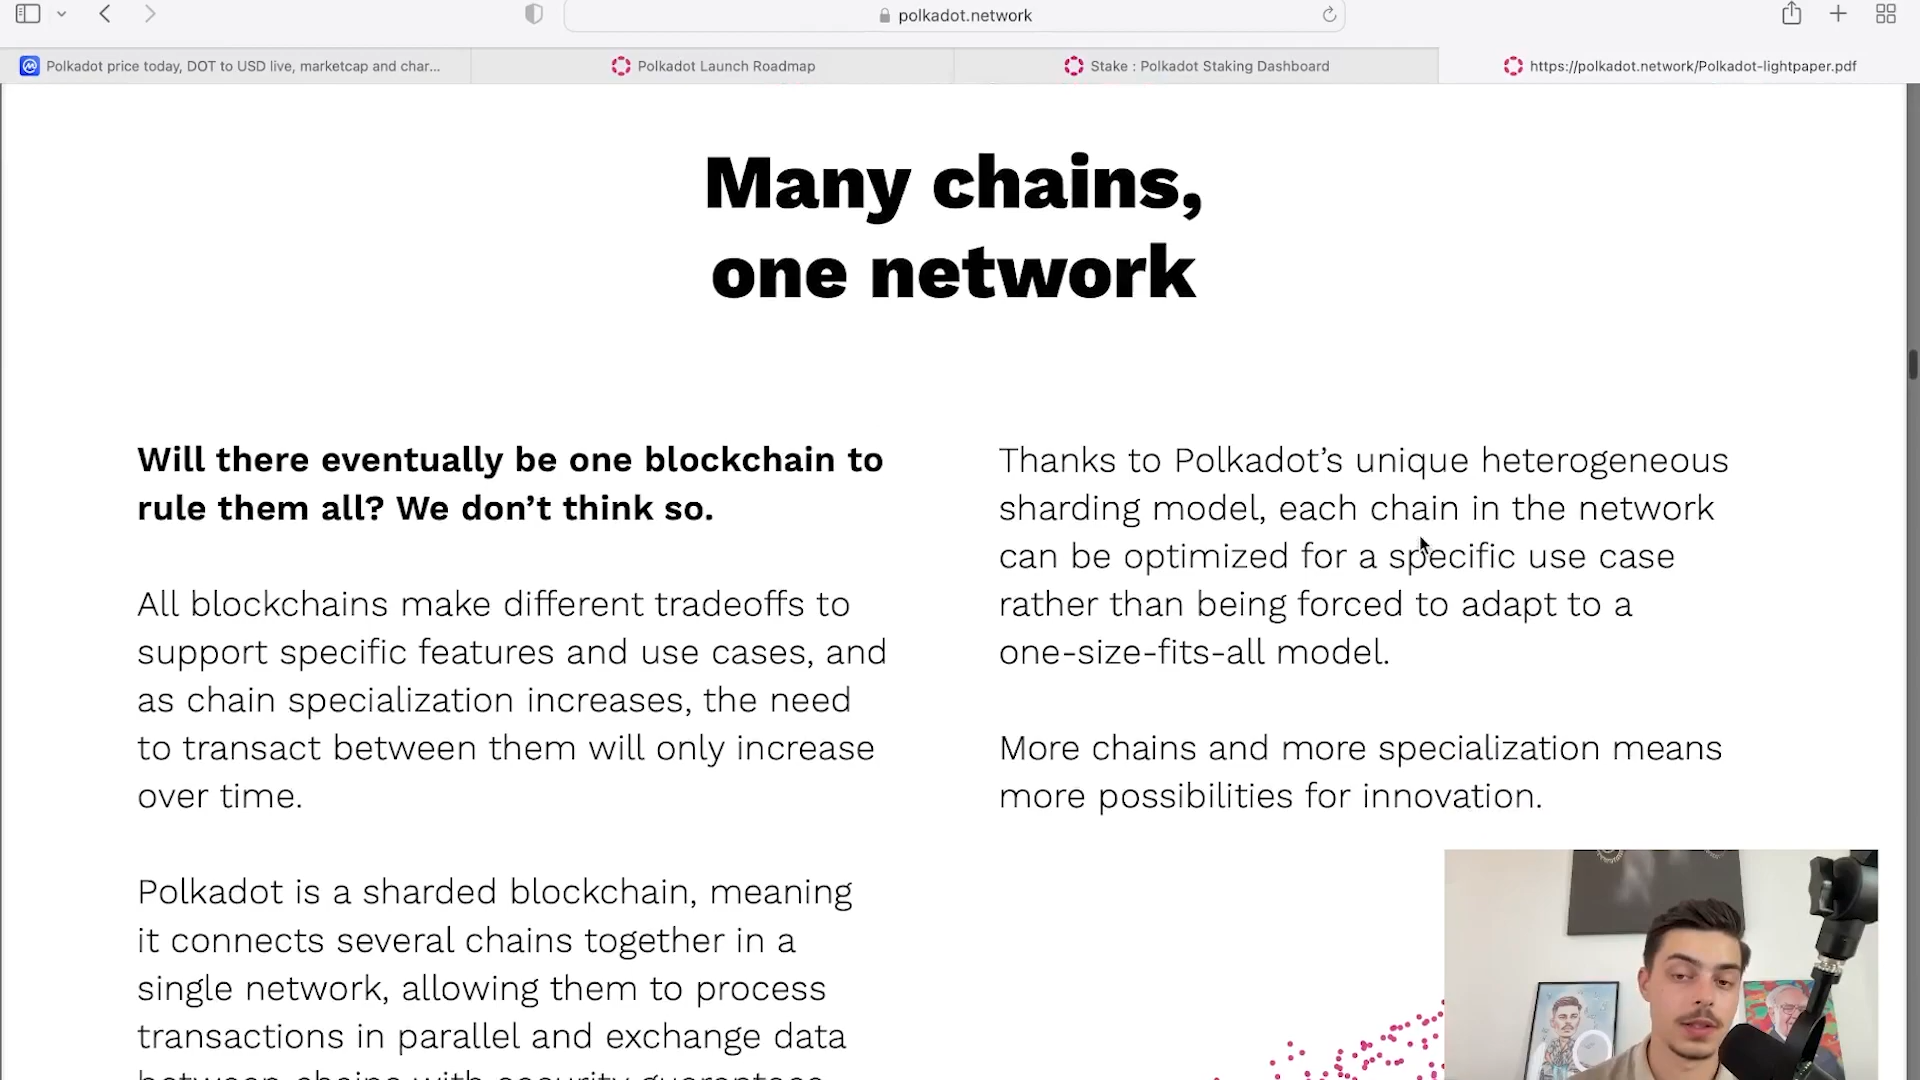 polkadot.network
Polkadot price today, DOT to USD live, marketcap and char...
Polkadot Launch Roadmap
Stake : Polkadot Staking Dashboard
https://polkadot.network/Polkadot-lightpaper.pdf
Many chains,
one network
Will there eventually be one blockchain to
rule them all? We don’t think so.
All blockchains make different tradeoffs to
support specific features and use cases, and
as chain specialization increases, the need
to transact between them will only increase
over time.
Polkadot is a sharded blockchain, meaning
it connects several chains together in a
single network, allowing them to process
transactions in parallel and exchange data
between chains with security guarantees
Thanks to Polkadot’s unique heterogeneous
sharding model, each chain in the network
can be optimized for a specific use case
rather than being forced to adapt to a
one-size-fits-all model.
More chains and more specialization means
more possibilities for innovation.